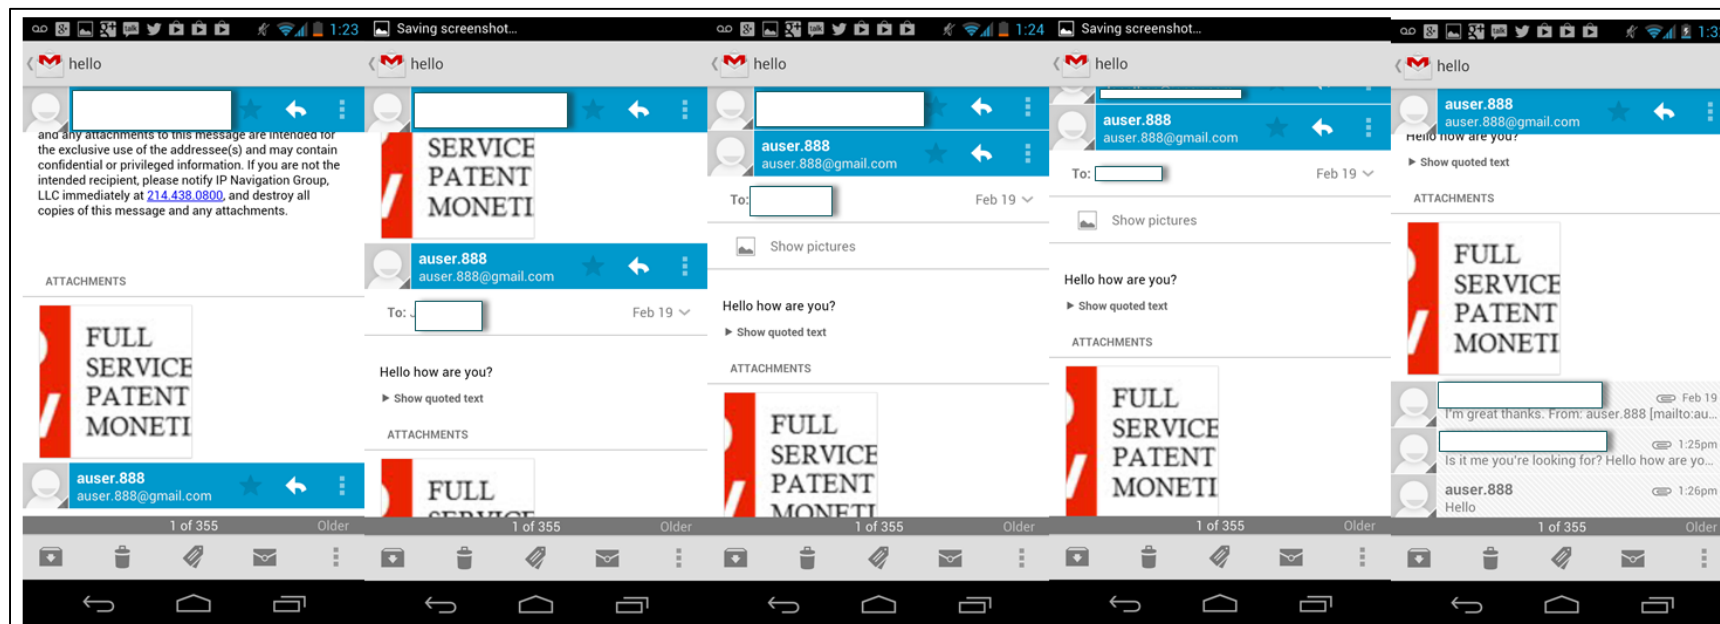 talk
1:23
hello
and any attachments to this message are intended for
the exclusive use of the addressee(s) and may contain
confidential or privileged information. If you are not the
intended recipient, please notify IP Navigation Group,
LLC immediately at 214.438.0800, and destroy all
copies of this message and any attachments.
ATTACHMENTS
FULL
SERVICE
PATENT
MONETI
auser.888
auser.888@gmail.com
1 of 355
Older
Saving screenshot...
hello
SERVICE
PATENT
MONETI
auser.888
auser.888@gmail.com
To:
Feb 19
Hello how are you?
Show quoted text
ATTACHMENTS
FULL
SERVICE
1 of 355
Older
talk
1:24
hello
auser.888
auser.888@gmail.com
To:
Feb 19
Show pictures
Hello how are you?
Show quoted text
ATTACHMENTS
FULL
SERVICE
PATENT
MONETI
1 of 355
Older
Saving screenshot...
hello
auser.888
auser.888@gmail.com
To:
Feb 19
Show pictures
Hello how are you?
Show quoted text
ATTACHMENTS
FULL
SERVICE
PATENT
MONETI
1 of 355
Older
talk
1:3
hello
auser.888
auser.888@gmail.com
Hello how are you?
Show quoted text
ATTACHMENTS
FULL
SERVICE
PATENT
MONETI
Feb 19
I'm great thanks. From: auser.888 [mailto:au...
1:25pm
Is it me you're looking for? Hello how are yo...
auser.888
1:26pm
Hello
1 of 355
Older